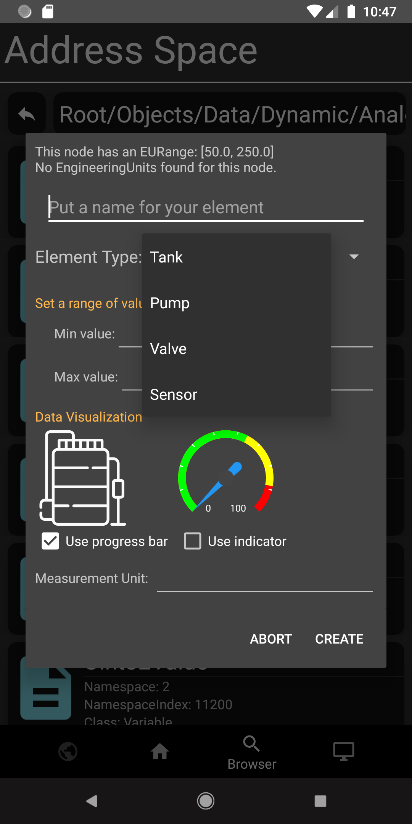 10:47
Address Space
Root/Objects/Data/Dynamic/Anal
This node has an EURange: [50.0, 250.0]
No EngineeringUnits found for this node.
Put a name for your element
Element Type:
Tank
Pump
Valve
Sensor
Set a range of valu
Min value:
Max value:
Data Visualization
0 100
Use progress bar
Use indicator
Measurement Unit:
ABORT CREATE
Namespace: 2
NamespaceIndex: 11200
Class: Variable
Browser